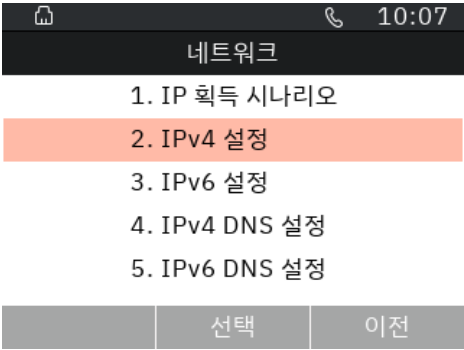 10:07
네트워크
1. IP 획득 시나리오
2. IPv4 설정
3. IPv6 설정
4. IPv4 DNS 설정
5. IPv6 DNS 설정
선택 이전